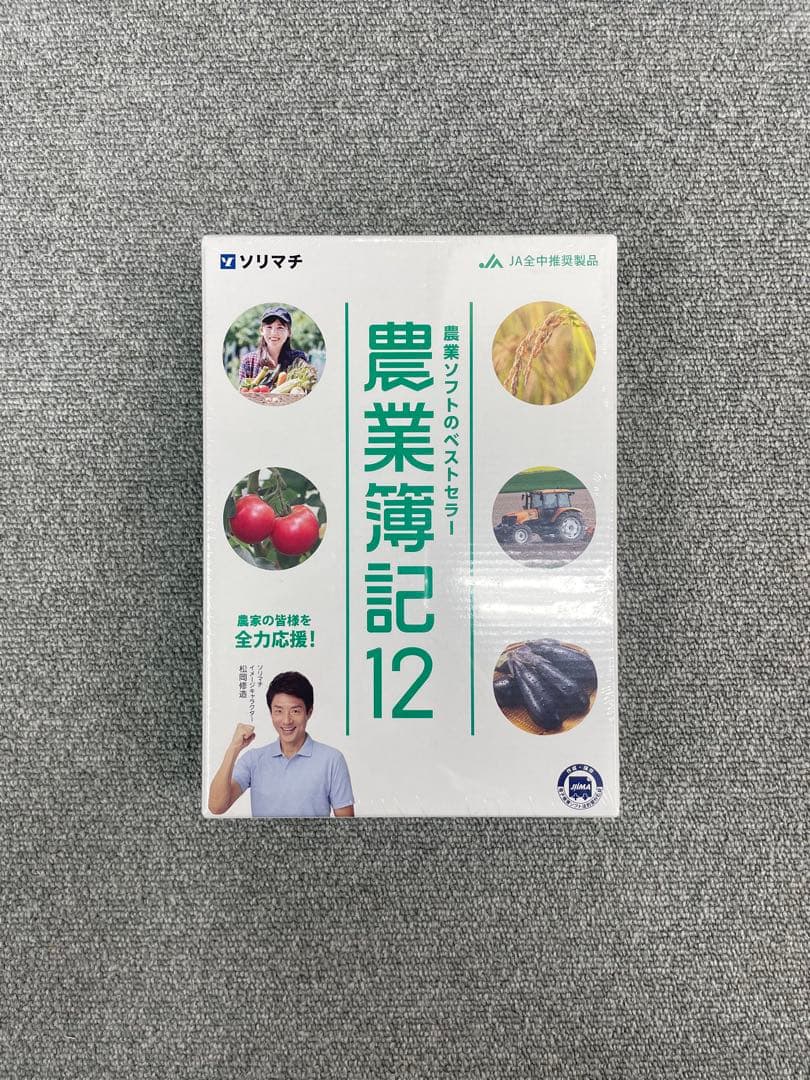 ソリマチ
JA全中推奨製品
農業ソフトのベストセラー
農業簿記12
農家の皆様を
全力応援!
ソリマチ
イメージキャラクター
松岡修造
JIIMA